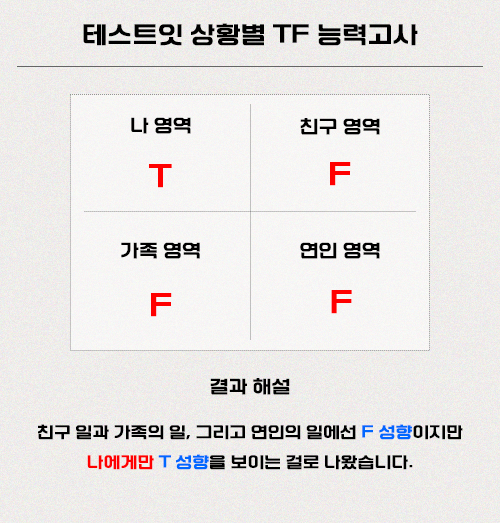 테스트잇 상황별 TF 능력고사
나 영역
T
친구 영역
F
가족 영역
F
연인 영역
F
결과 해설
친구 일과 가족의 일, 그리고 연인의 일에선 F 성향이지만
나에게만 T 성향을 보이는 걸로 나왔습니다.